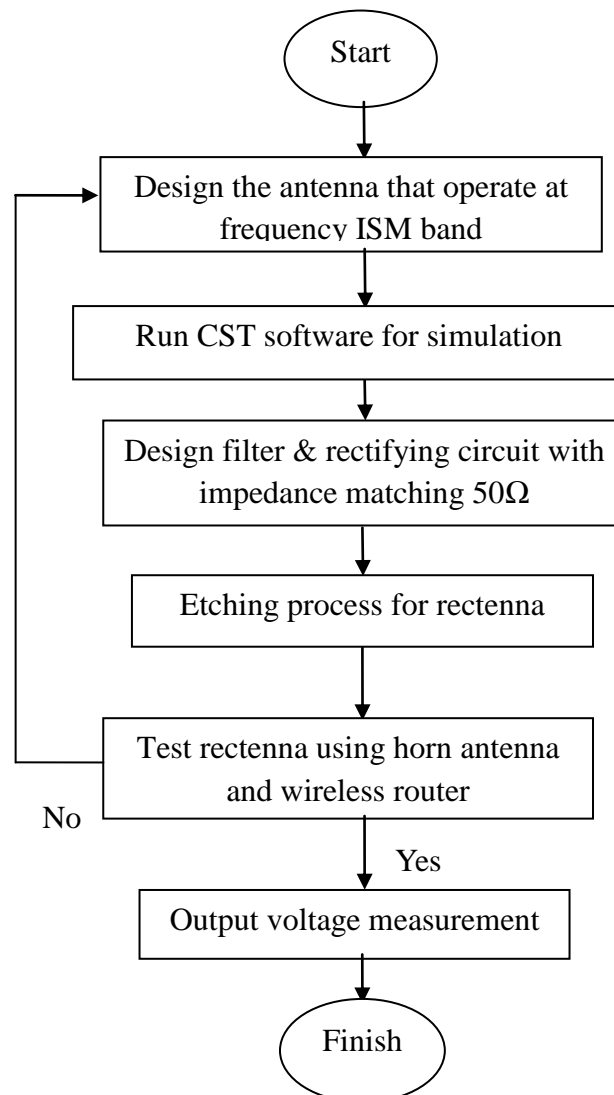 Start
Design the antenna that operate at
frequency ISM band
Run CST software for simulation
Design filter & rectifying circuit with
impedance matching 50Ω
Etching process for rectenna
Test rectenna using horn antenna
and wireless router
No
Yes
Output voltage measurement
Finish